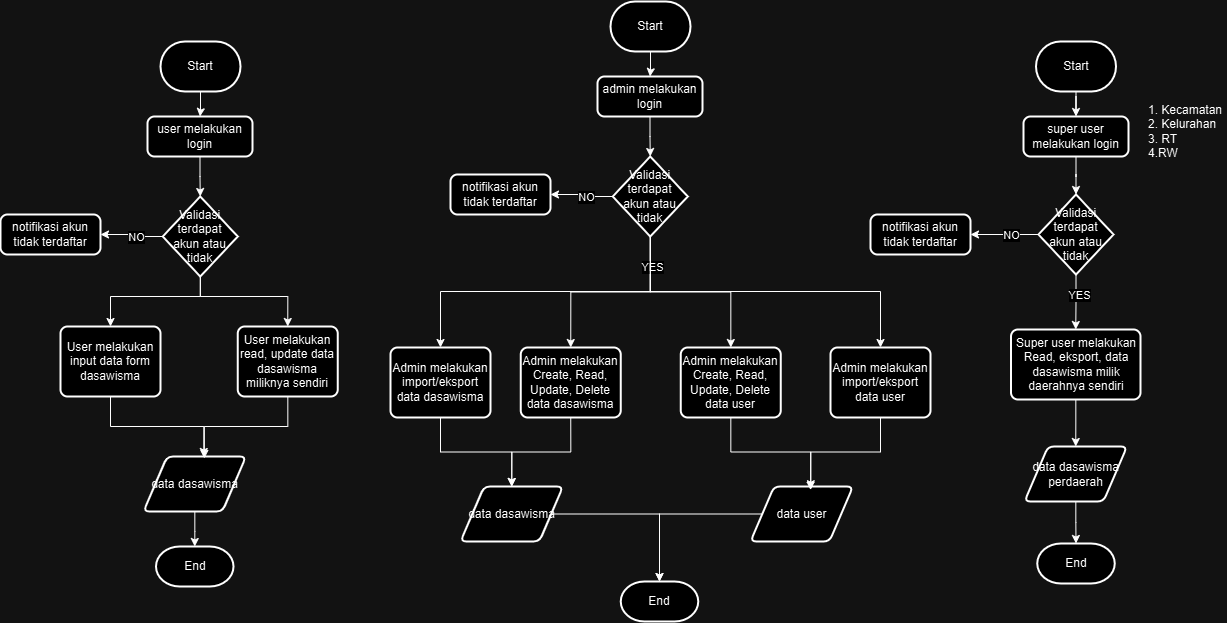 Start
user melakukan
login
Validasi
terdapat
akun atau
tidak
NO
notifikasi akun
tidak terdaftar
User melakukan
input data form
dasawisma
User melakukan
read, update data
dasawisma
miliknya sendiri
data dasawisma
End
Start
admin melakukan
login
Validasi
terdapat
akun atau
tidak
NO
notifikasi akun
tidak terdaftar
YES
Admin melakukan
import/eksport
data dasawisma
Admin melakukan
Create, Read,
Update, Delete
data dasawisma
Admin melakukan
Create, Read,
Update, Delete
data user
Admin melakukan
import/eksport
data user
data dasawisma
data user
End
Start
super user
melakukan login
1. Kecamatan
2. Kelurahan
3. RT
4.RW
Validasi
terdapat
akun atau
tidak
NO
notifikasi akun
tidak terdaftar
YES
Super user melakukan
Read, eksport, data
dasawisma milik
daerahnya sendiri
data dasawisma
perdaerah
End